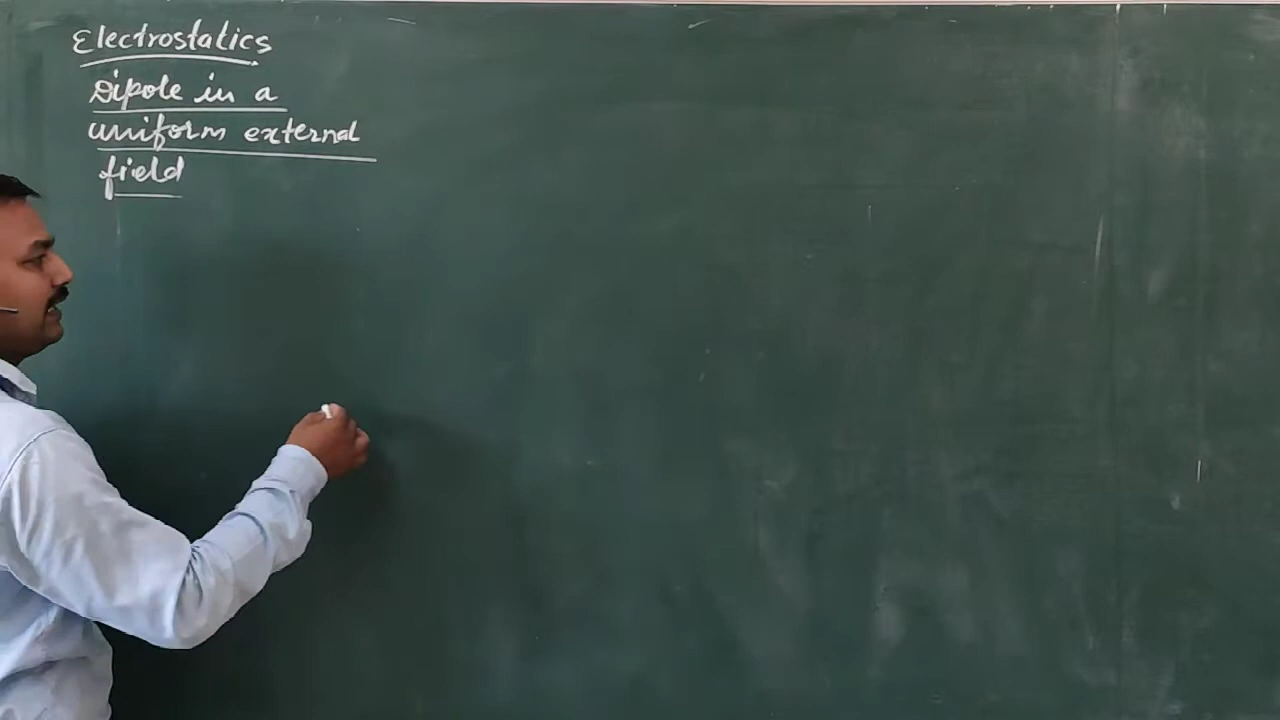 Electrostatics
Dipole in a
uniform external
field